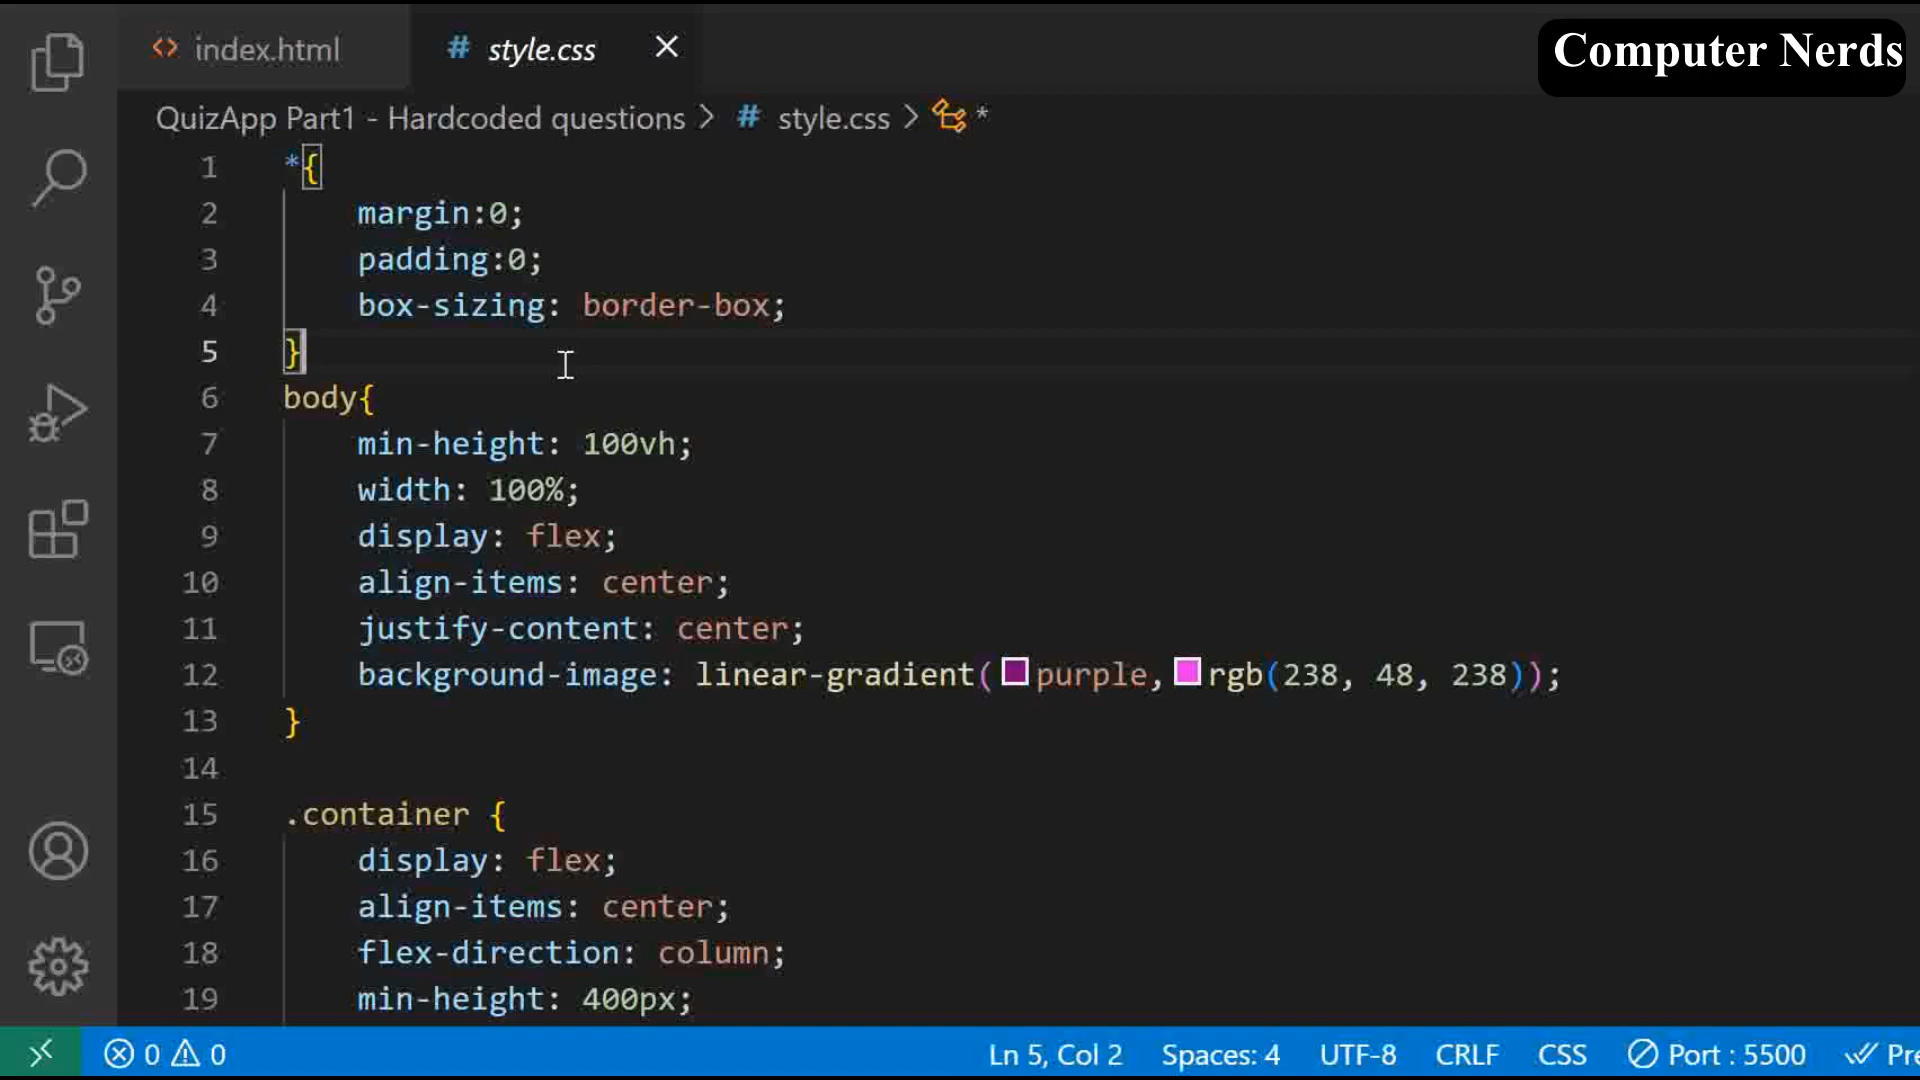 index.html
# style.css
Computer Nerds
QuizApp Part1 - Hardcoded questions > # style.css > *
1 *{
2 margin:0;
3 padding:0;
4 box-sizing: border-box;
5 }
6 body{
7 min-height: 100vh;
8 width: 100%;
9 display: flex;
10 align-items: center;
11 justify-content: center;
12 background-image: linear-gradient(purple,rgb(238, 48, 238));
13 }
14
15 .container {
16 display: flex;
17 align-items: center;
18 flex-direction: column;
19 min-height: 400px;
0 0 Ln 5, Col 2 Spaces: 4 UTF-8 CRLF CSS Port : 5500 Pre